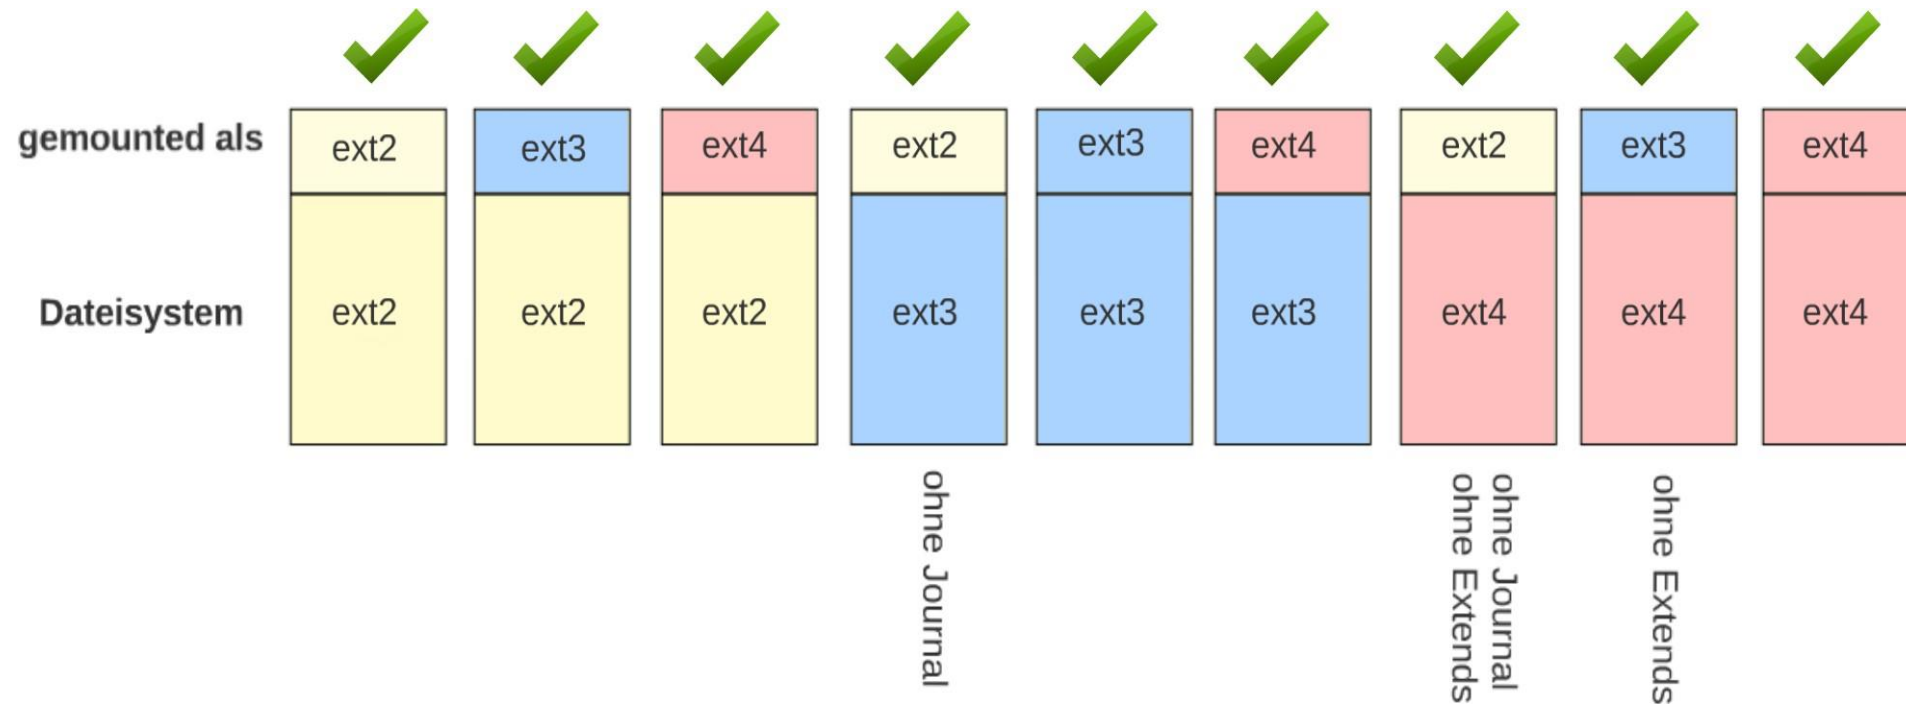 gemounted als
ext2 ext3 ext4 ext2 ext3 ext4 ext2 ext3 ext4
Dateisystem
ext2 ext2 ext2 ext3 ext3 ext3 ext4 ext4 ext4
ohne Journal
ohne Journal
ohne Extends
ohne Extends